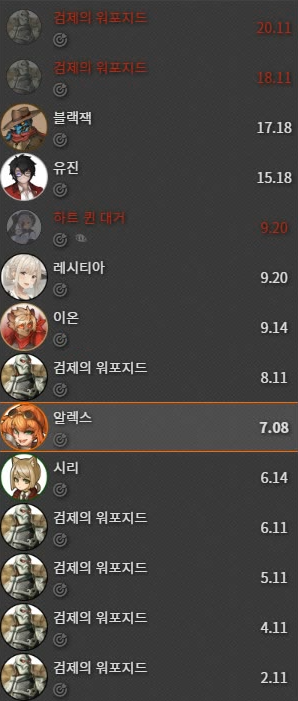 검제의 워포지드 20.11
검제의 워포지드 18.11
블랙잭 17.18
유진 15.18
하트 퀸 대거 9.20
레시티아 9.20
이온 9.14
검제의 워포지드 8.11
알렉스 7.08
시리 6.14
검제의 워포지드 6.11
검제의 워포지드 5.11
검제의 워포지드 4.11
검제의 워포지드 2.11